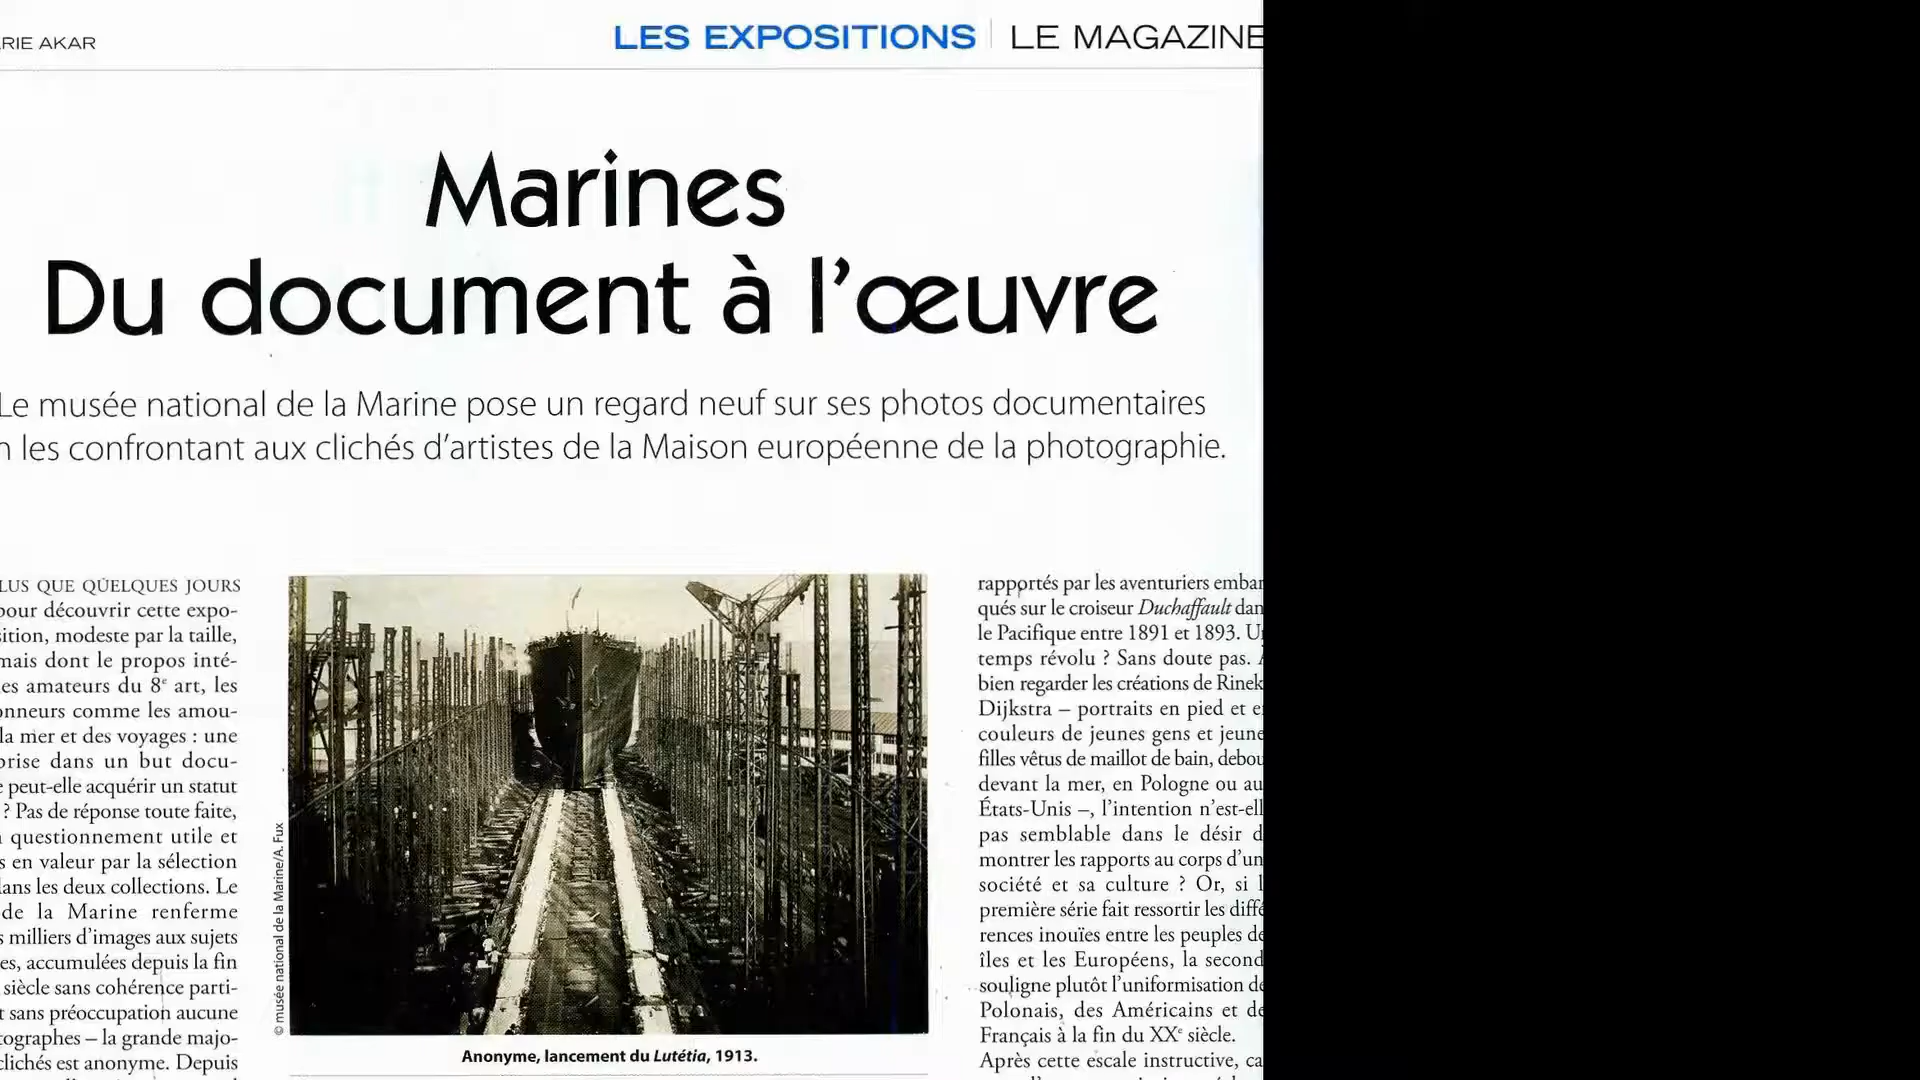 RIE AKAR
LES EXPOSITIONS | LE MAGAZINE
Marines
Du document à l'œuvre
Le musée national de la Marine pose un regard neuf sur ses photos documentaires
les confrontant aux clichés d'artistes de la Maison européenne de la photographie.
LUS QUE QUELQUES JOURS
pour découvrir cette expo-
sition, modeste par la taille,
mais dont le propos inté-
es amateurs du 8e art, les
onneurs comme les amou-
la mer et des voyages : une
prise dans un but docu-
peut-elle acquérir un statut
? Pas de réponse toute faite,
questionnement utile et
s en valeur par la sélection
dans les deux collections. Le
de la Marine renferme
s milliers d'images aux sujets
es, accumulées depuis la fin
siècle sans cohérence parti-
t sans préoccupation aucune
tographes – la grande majo-
clichés est anonyme. Depuis
© musée national de la Marine/A. Fux
Anonyme, lancement du Lutétia, 1913.
rapportés par les aventuriers embar
qués sur le croiseur Duchaffault dan
le Pacifique entre 1891 et 1893. U
temps révolu ? Sans doute pas.
bien regarder les créations de Rinek
Dijkstra – portraits en pied et e
couleurs de jeunes gens et jeune
filles vêtus de maillot de bain, debou
devant la mer, en Pologne ou au
États-Unis –, l'intention n'est-ell
pas semblable dans le désir d
montrer les rapports au corps d'un
société et sa culture ? Or, si l
première série fait ressortir les diffé
rences inouïes entre les peuples de
îles et les Européens, la second
souligne plutôt l'uniformisation de
Polonais, des Américains et de
Français à la fin du XXe siècle.
Après cette escale instructive, ca